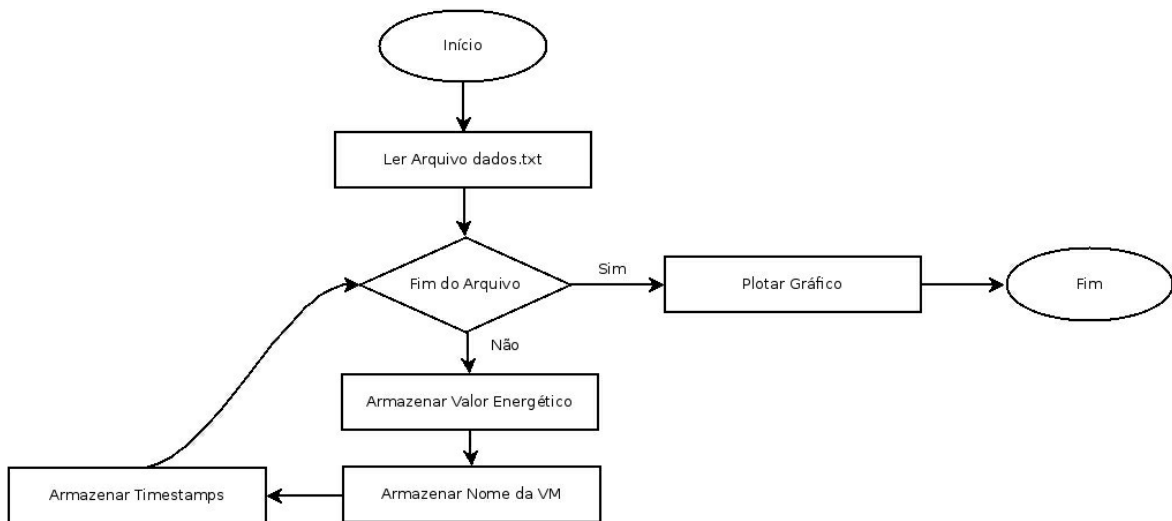 Início
Ler Arquivo dados.txt
Fim do Arquivo
Sim
Plotar Gráfico
Fim
Não
Armazenar Valor Energético
Armazenar Nome da VM
Armazenar Timestamps